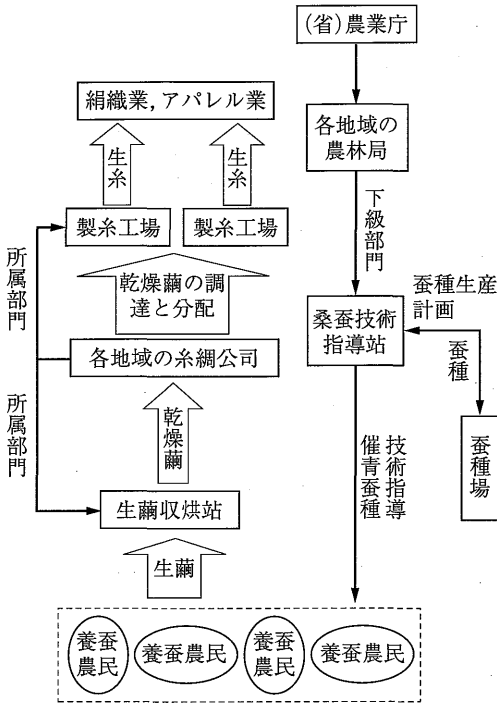 (省)農業庁
絹織業,アパレル業
各地域の
農林局
生糸
生糸
製糸工場
製糸工場
下級部門
所属部門
乾燥繭の調
達と分配
蚕種生産
計画
桑蚕技術
指導站
各地域の糸綢公司
蚕種
所属部門
乾燥繭
技術指導
催青蚕種
蚕種場
生繭収烘站
生繭
養蚕
農民
養蚕農民
養蚕
農民
養蚕農民